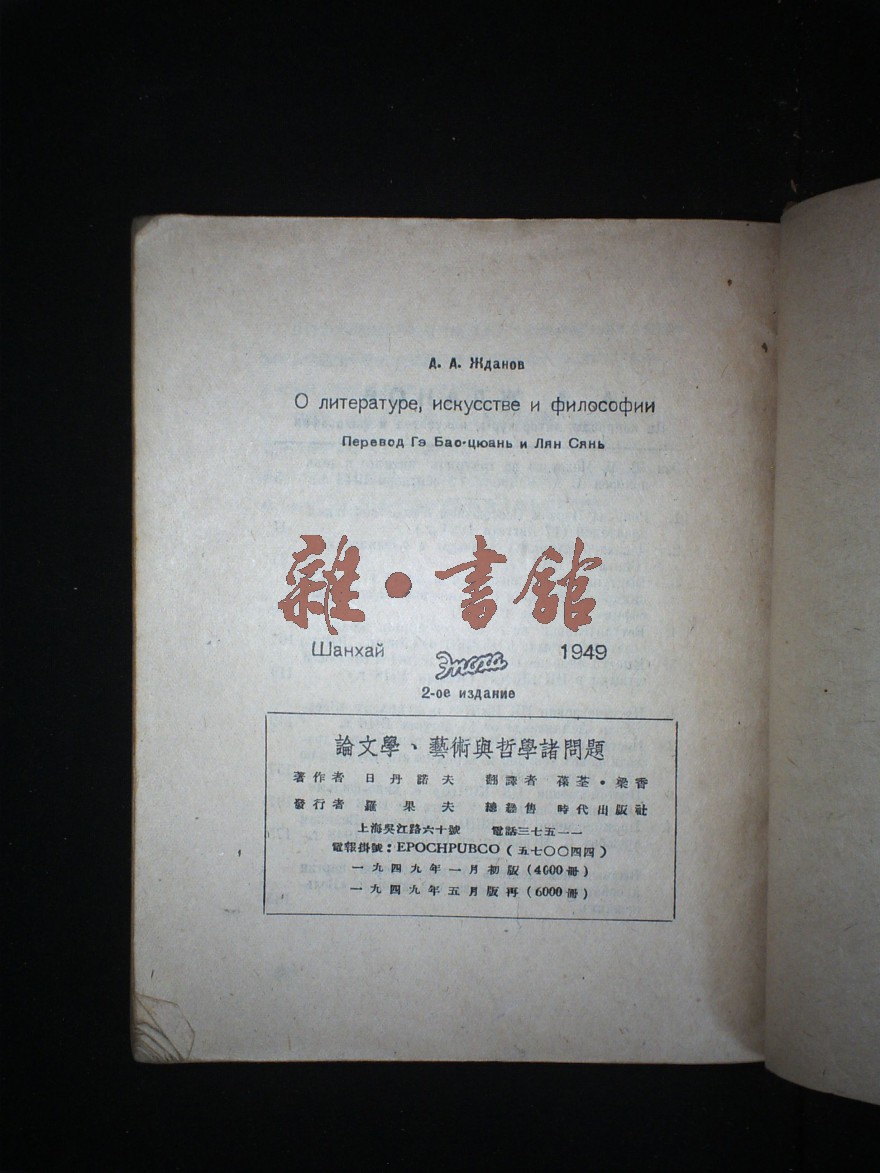 А. А. Жданов
О литературе, искусстве и философии
Перевод Гэ Бао-цюань и Лян Сянь
雜·書舘
Шанхай Эпоха 1949
2-ое издание
論文學、藝術與哲學諸問題
著作者 日丹諾夫 翻譯者 葆荃·梁香
發行者 羅果夫 總經售 時代出版社
上海吳江路六十號 電話三七五一一
電報掛號：EPOCHPUBCO（五七〇〇四四）
一九四九年一月初版(4000冊)
一九四九年五月版再(6000冊)